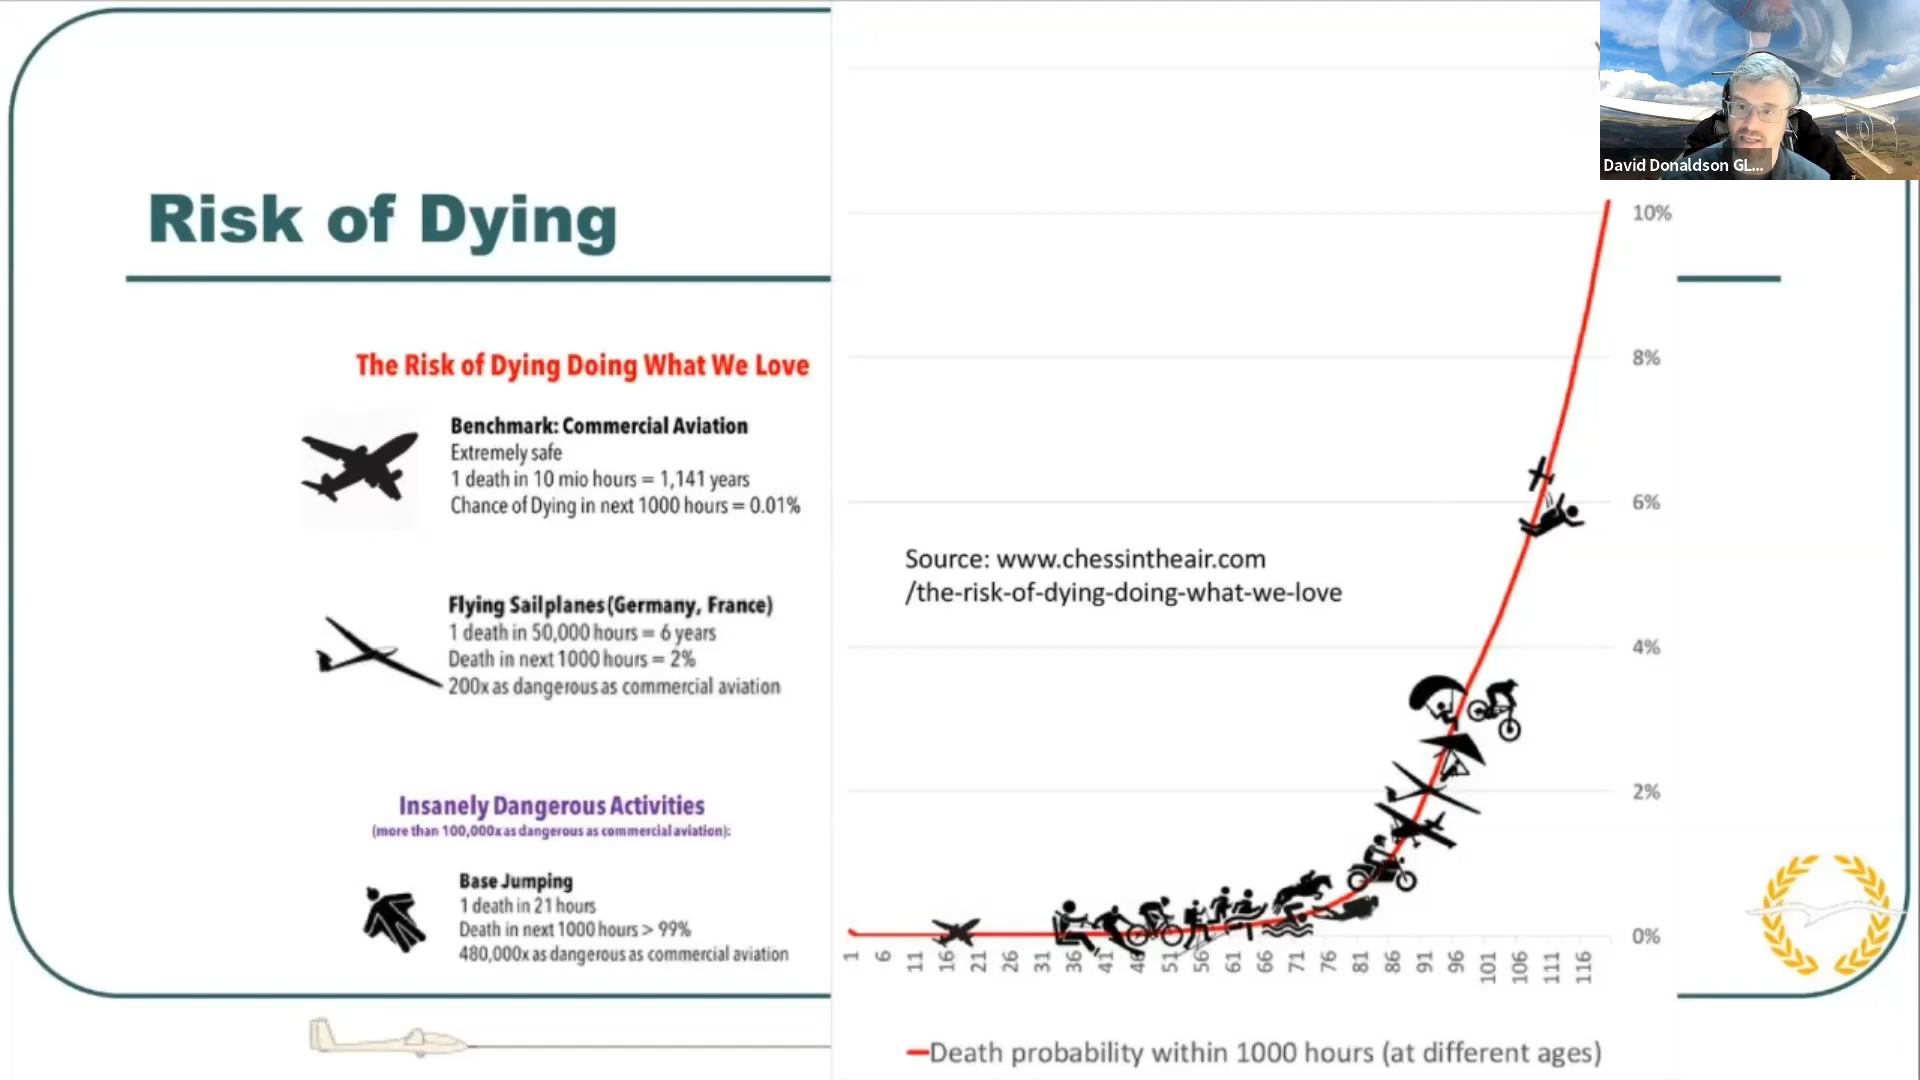 David Donaldson GL...
Risk of Dying
The Risk of Dying Doing What We Love
Benchmark: Commercial Aviation
Extremely safe
1 death in 10 mio hours = 1,141 years
Chance of Dying in next 1000 hours = 0.01%
Flying Sailplanes (Germany, France)
1 death in 50,000 hours = 6 years
Death in next 1000 hours = 2%
200x as dangerous as commercial aviation
Insanely Dangerous Activities
(more than 100,000x as dangerous as commercial aviation):
Base Jumping
1 death in 21 hours
Death in next 1000 hours > 99%
480,000x as dangerous as commercial aviation
10%
8%
6%
Source: www.chessintheair.com
/the-risk-of-dying-doing-what-we-love
4%
2%
0%
1 6 11 16 21 26 31 36 41 46 51 56 61 66 71 76 81 86 91 96 101 106 111 116
Death probability within 1000 hours (at different ages)